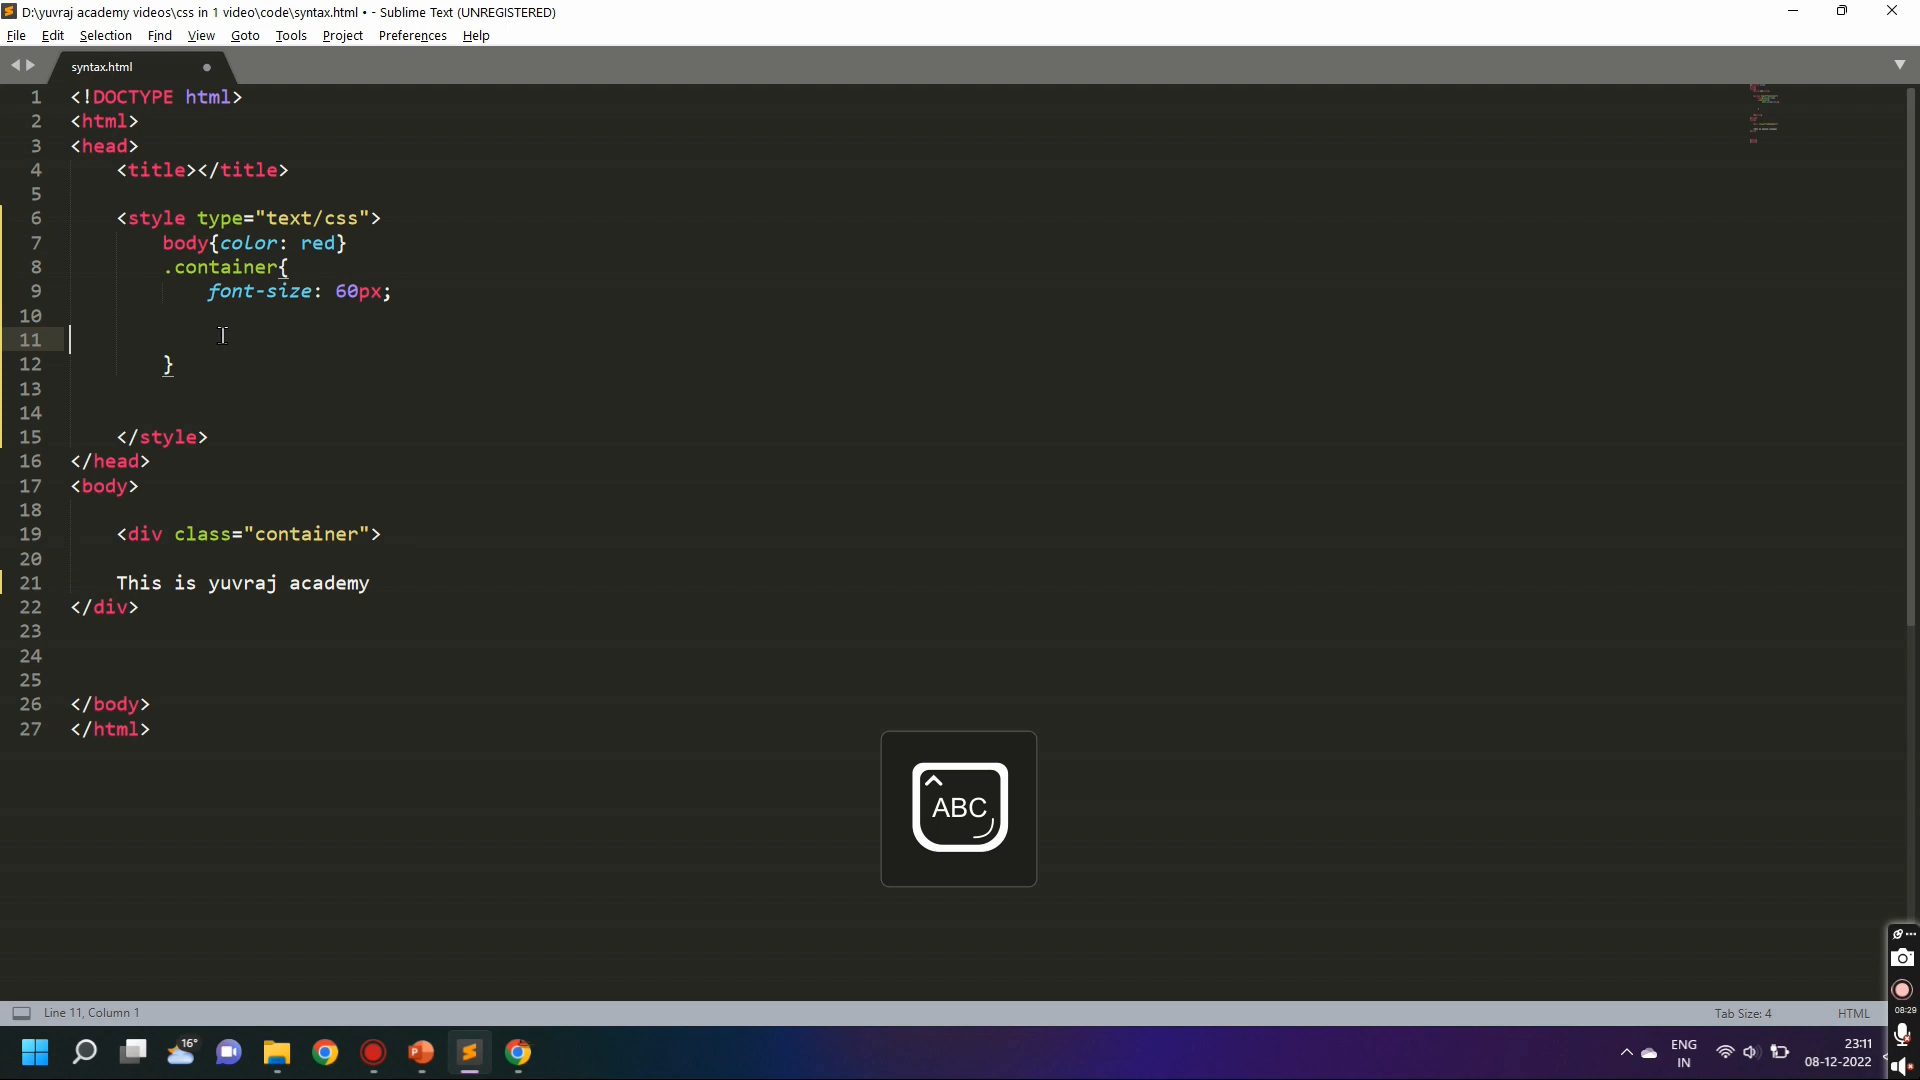 D:\yuvraj academy videos\css in 1 video\code\syntax.html • - Sublime Text (UNREGISTERED)
File Edit Selection Find View Goto Tools Project Preferences Help
syntax.html
1 <!DOCTYPE html>
2 <html>
3 <head>
4 <title></title>
5
6 <style type="text/css">
7 body{color: red}
8 .container{
9 font-size: 60px;
10
11
12 }
13
14
15 </style>
16 </head>
17 <body>
18
19 <div class="container">
20
21 This is yuvraj academy
22 </div>
23
24
25
26 </body>
27 </html>
ABC
08:29
Line 11, Column 1
Tab Size: 4
HTML
16°
ENG
IN
23:11
08-12-2022